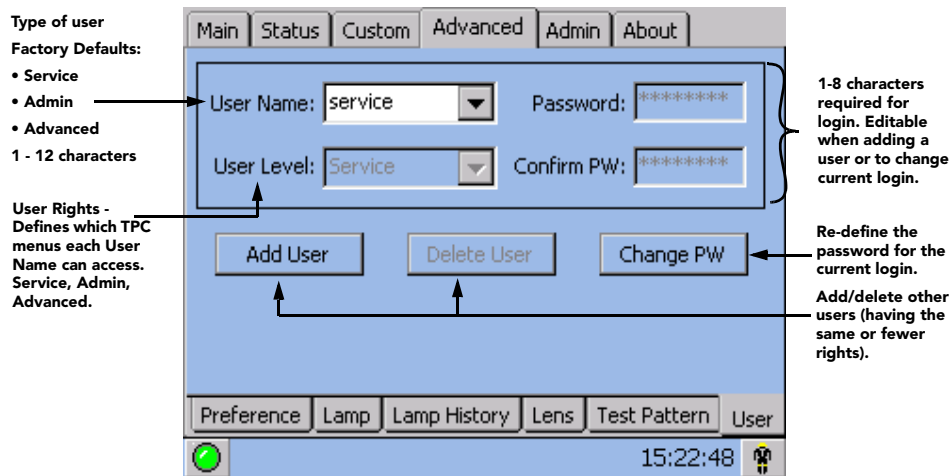 Type of user
Factory Defaults:
• Service
• Admin
• Advanced
1 - 12 characters
User Rights -
Defines which TPC
menus each User
Name can access.
Service, Admin,
Advanced.
Main Status Custom Advanced Admin About
User Name: service Password: ********
User Level: Service Confirm PW: ********
Add User Delete User Change PW
Preference Lamp Lamp History Lens Test Pattern User
15:22:48
1-8 characters
required for
login. Editable
when adding a
user or to change
current login.
Re-define the
password for the
current login.
Add/delete other
users (having the
same or fewer
rights).